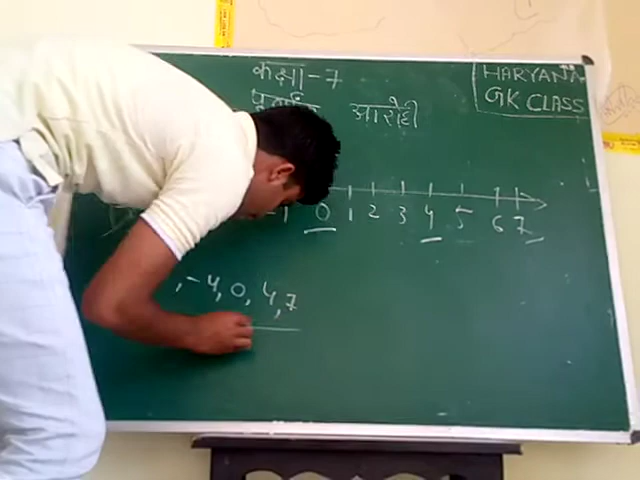 कक्षा-7
HARYANA
GK CLASS
पूर्णांक आरोही
-1 0 1 2 3 4 5 6 7
,-4,0,4,7